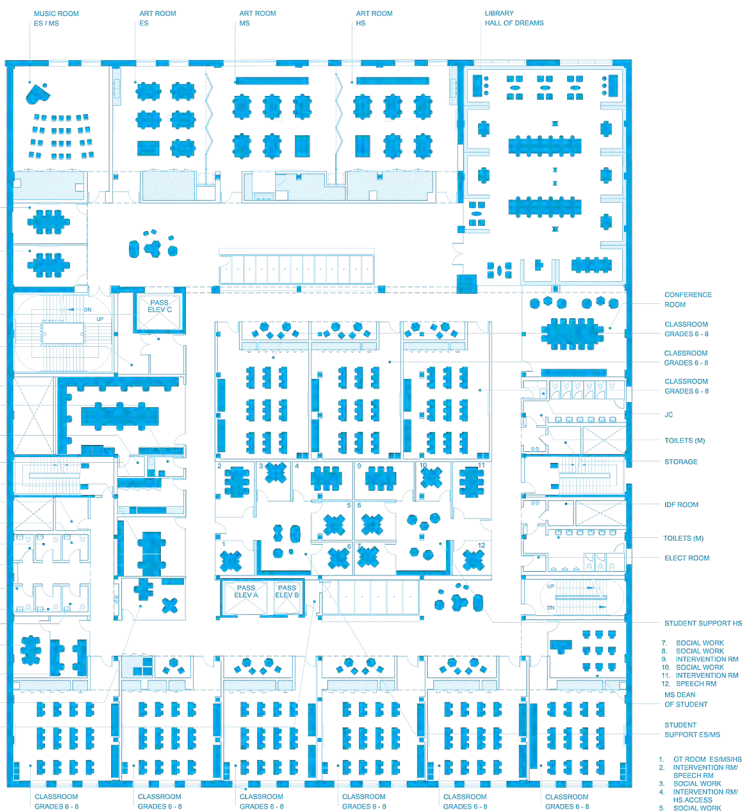 MUSIC ROOM
ES / MS
ART ROOM
ES
ART ROOM
MS
ART ROOM
HS
LIBRARY
HALL OF DREAMS
PASS
ELEV C
DN
UP
CONFERENCE
ROOM
CLASSROOM
GRADES 6 - 8
CLASSROOM
GRADES 6 - 8
CLASSROOM
GRADES 6 - 8
JC
TOILETS (M)
STORAGE
IDF ROOM
TOILETS (M)
ELECT ROOM
2
3
4
9
10
11
5
6
1
7
12
PASS
ELEV A
PASS
ELEV B
UP
DN
STUDENT SUPPORT HS
7. SOCIAL WORK
8. SOCIAL WORK
9. INTERVENTION RM
10. SOCIAL WORK
11. INTERVENTION RM
12. SPEECH RM
MS DEAN
OF STUDENT
STUDENT
SUPPORT ES/MS
1. OT ROOM ES/MS/HS
2. INTERVENTION RM/
SPEECH RM
3. SOCIAL WORK
4. INTERVENTION RM/
HS ACCESS
5. SOCIAL WORK
CLASSROOM
GRADES 6 - 8
CLASSROOM
GRADES 6 - 8
CLASSROOM
GRADES 6 - 8
CLASSROOM
GRADES 6 - 8
CLASSROOM
GRADES 6 - 8
CLASSROOM
GRADES 6 - 8